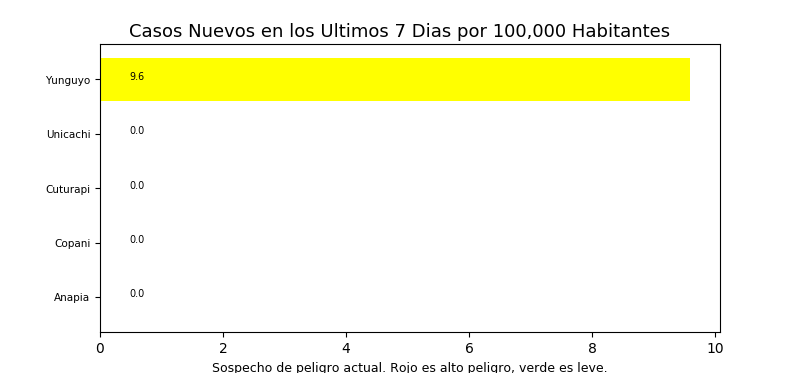 Casos Nuevos en los Ultimos 7 Dias por 100,000 Habitantes
Yunguyo 9.6
Unicachi 0.0
Cuturapi 0.0
Copani 0.0
Anapia 0.0
0 2 4 6 8 10
Sospecho de peligro actual. Rojo es alto peligro, verde es leve.